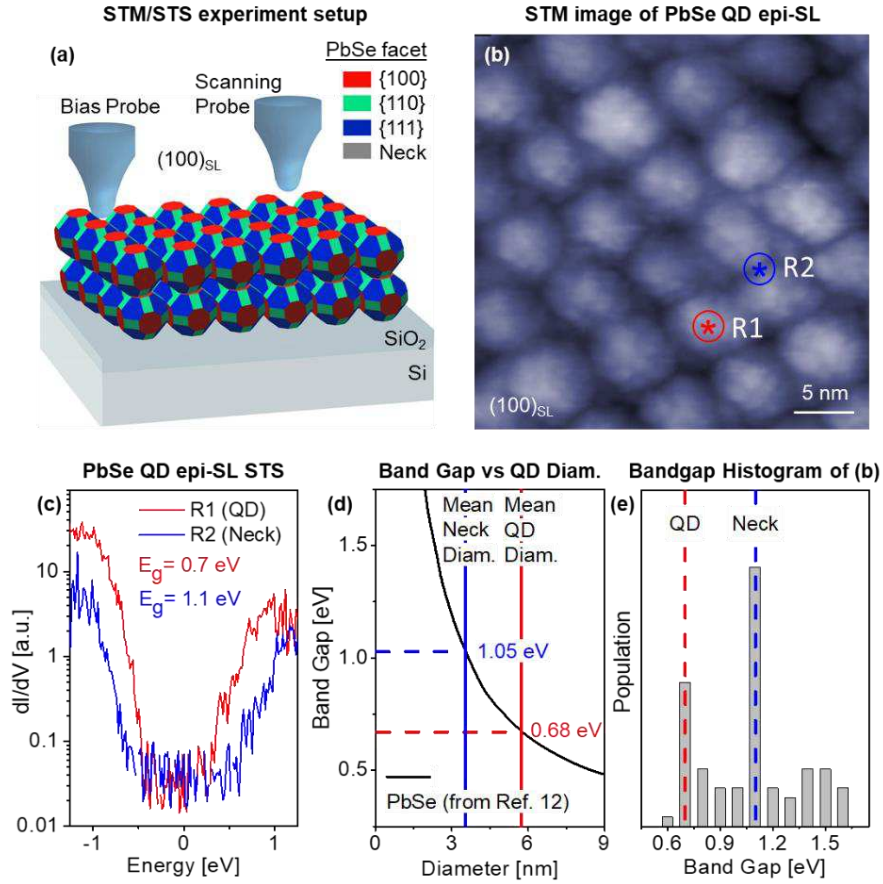 STM/STS experiment setup
(a)
PbSe facet
{100}
{110}
{111}
Neck
Bias Probe
Scanning
Probe
(100)SL
SiO2
Si
STM image of PbSe QD epi-SL
(b)
R2
R1
5 nm
(100)SL
PbSe QD epi-SL STS
(c)
R1 (QD)
R2 (Neck)
Eg= 0.7 eV
Eg= 1.1 eV
dI/dV [a.u.]
10
1
0.1
0.01
-1
0
1
Energy [eV]
Band Gap vs QD Diam.
(d)
Mean
Neck
Diam.
Mean
QD
Diam.
1.05 eV
0.68 eV
PbSe (from Ref. 12)
Band Gap [eV]
1.5
1.0
0.5
0
3
6
9
Diameter [nm]
Bandgap Histogram of (b)
(e)
QD
Neck
Population
0.6
0.9
1.2
1.5
Band Gap [eV]